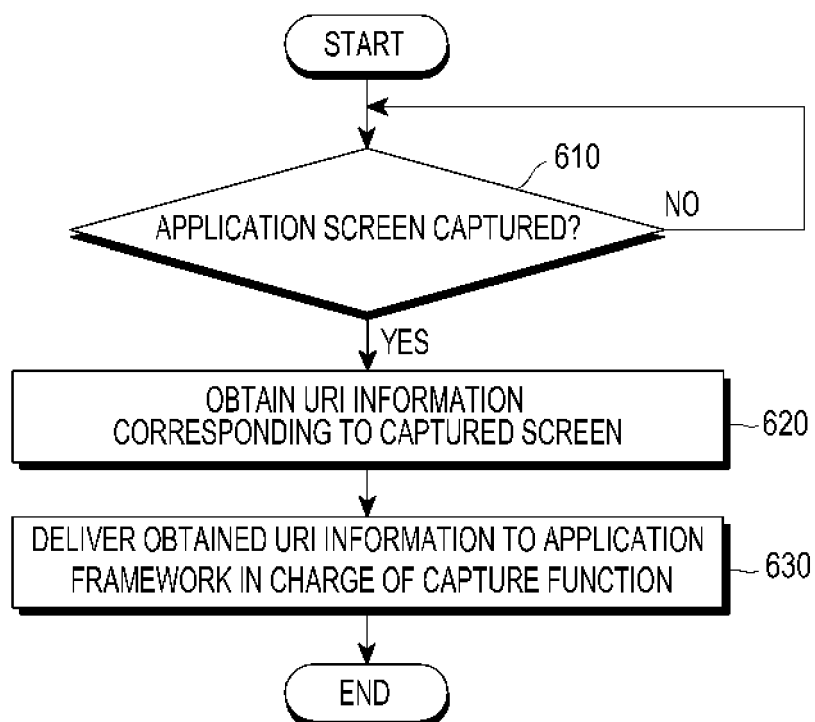 START
610
NO
APPLICATION SCREEN CAPTURED?
YES
OBTAIN URI INFORMATION
CORRESPONDING TO CAPTURED SCREEN
620
DELIVER OBTAINED URI INFORMATION TO APPLICATION
FRAMEWORK IN CHARGE OF CAPTURE FUNCTION
630
END